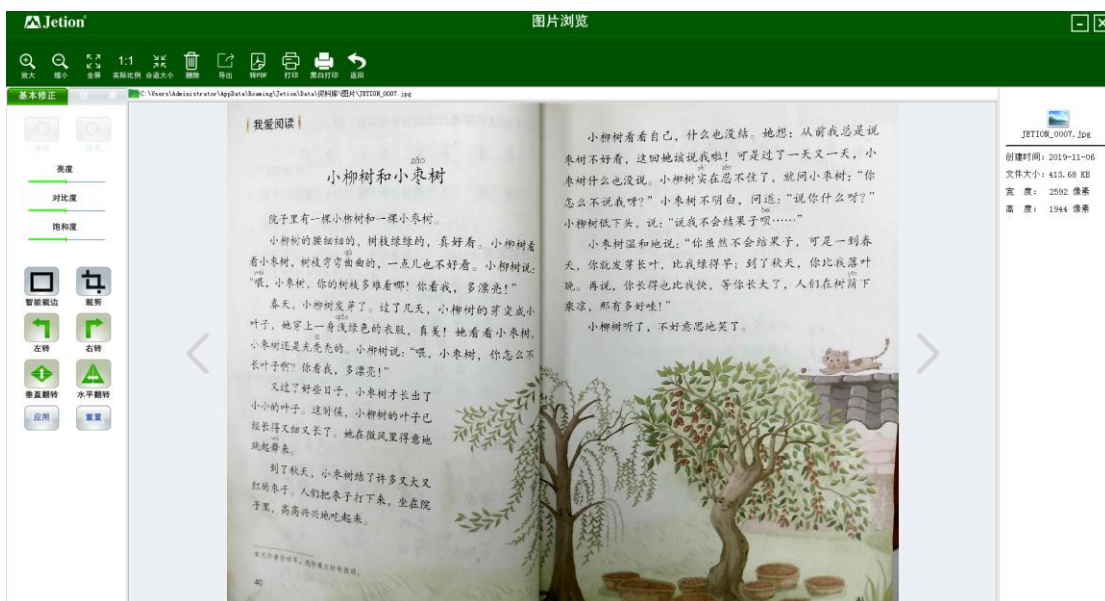 Jetion
图片浏览
放大 缩小 全屏 1:1 实际比例 合适大小 删除 导出 转PDF 打印 黑白打印 返回
基本修正
C:\Users\Administrator\AppData\Roaming\Jetion\Data\资料库\图片\JETION_0007.jpg
亮度
对比度
饱和度
智能裁边 裁剪
左转 右转
垂直翻转 水平翻转
应用 重置
我爱阅读
zǎo
小柳树和小枣树
院子里有一棵小柳树和一棵小枣树。
小柳树的腰细细的，树枝绿绿的，真好看。小柳树看
看小枣树，树枝弯弯曲曲的，一点儿也不好看。小柳树说：
“喂，小枣树，你的树枝多难看哪！你看我，多漂亮！”
春天，小柳树发芽了。过了几天，小柳树的芽变成小
叶子，她穿上一身浅绿色的衣服，真美！她看看小枣树，
小枣树还是光秃秃的。小柳树说：“喂，小枣树，你怎么不
长叶子啊？你看我，多漂亮！”
又过了好些日子，小枣树才长出了
小小的叶子。这时候，小柳树的叶子已
经长得又细又长了。她在微风里得意地
跳起舞来。
到了秋天，小枣树结了许多又大又
红的枣子。人们把枣子打下来，坐在院
子里，高高兴兴地吃起来。
40
小柳树看看自己，什么也没结。她想：从前我总是说
枣树不好看，这回她该说我啦！可是过了一天又一天，小
枣树什么也没说。小柳树实在忍不住了，就问小枣树：“你
怎么不说我呀？”小枣树不明白，问道：“说你什么呀？”
小柳树低下头，说：“说我不会结果子呗……”
小枣树温和地说：“你虽然不会结果子，可是一到春
天，你就发芽长叶，比我绿得早；到了秋天，你比我落叶
晚。再说，你长得也比我快，等你长大了，人们在树荫下
乘凉，那有多好哇！”
小柳树听了，不好意思地笑了。
JETION_0007.jpg
创建时间：2019-11-06
文件大小：413.68 KB
宽 度： 2592 像素
高 度： 1944 像素